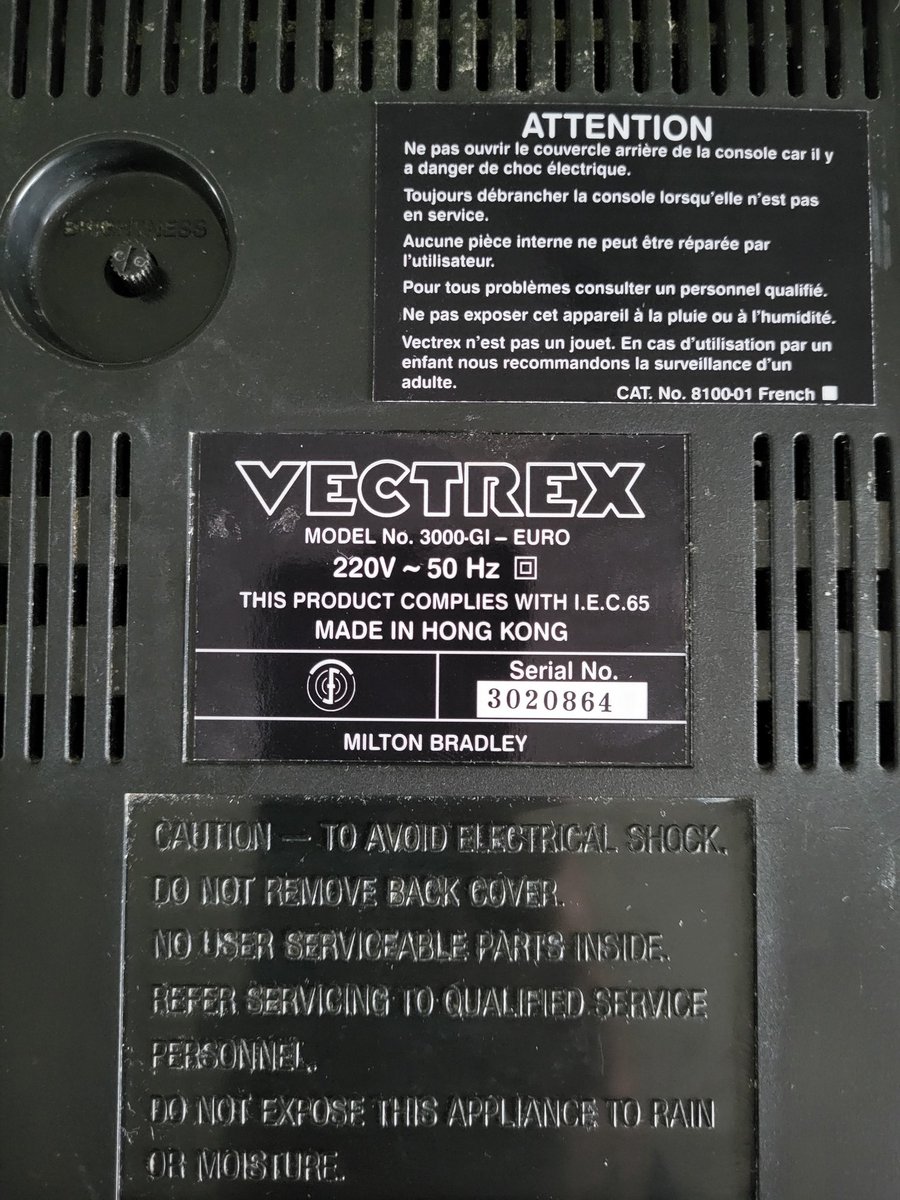 BRIGHTNESS
ATTENTION
Ne pas ouvrir le couvercle arrière de la console car il y
a danger de choc électrique.
Toujours débrancher la console lorsqu'elle n'est pas
en service.
Aucune pièce interne ne peut être réparée par
l'utilisateur.
Pour tous problèmes consulter un personnel qualifié.
Ne pas exposer cet appareil à la pluie ou à l'humidité.
Vectrex n'est pas un jouet. En cas d'utilisation par un
enfant nous recommandons la surveillance d'un
adulte.
CAT. No. 8100-01 French
VECTREX
MODEL No. 3000-GI – EURO
220V ~ 50 Hz
THIS PRODUCT COMPLIES WITH I.E.C.65
MADE IN HONG KONG
Serial No.
3020864
MILTON BRADLEY
CAUTION — TO AVOID ELECTRICAL SHOCK.
DO NOT REMOVE BACK COVER.
NO USER SERVICEABLE PARTS INSIDE.
REFER SERVICING TO QUALIFIED SERVICE
PERSONNEL.
DO NOT EXPOSE THIS APPLIANCE TO RAIN
OR MOISTURE.